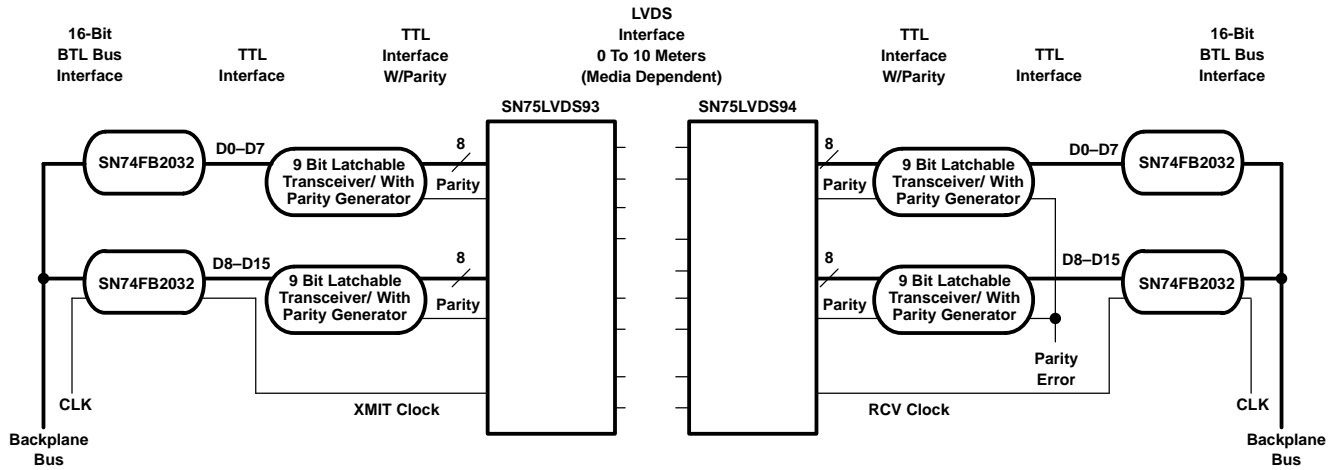 16-Bit
BTL Bus
Interface
TTL
Interface
TTL
Interface
W/Parity
LVDS
Interface
0 To 10 Meters
(Media Dependent)
TTL
Interface
W/Parity
TTL
Interface
16-Bit
BTL Bus
Interface
SN75LVDS93
SN75LVDS94
SN74FB2032
D0–D7
9 Bit Latchable
Transceiver/ With
Parity Generator
8
Parity
8
Parity
9 Bit Latchable
Transceiver/ With
Parity Generator
D0–D7
SN74FB2032
SN74FB2032
D8–D15
9 Bit Latchable
Transceiver/ With
Parity Generator
8
Parity
8
Parity
9 Bit Latchable
Transceiver/ With
Parity Generator
D8–D15
SN74FB2032
Parity
Error
CLK
XMIT Clock
RCV Clock
CLK
Backplane
Bus
Backplane
Bus